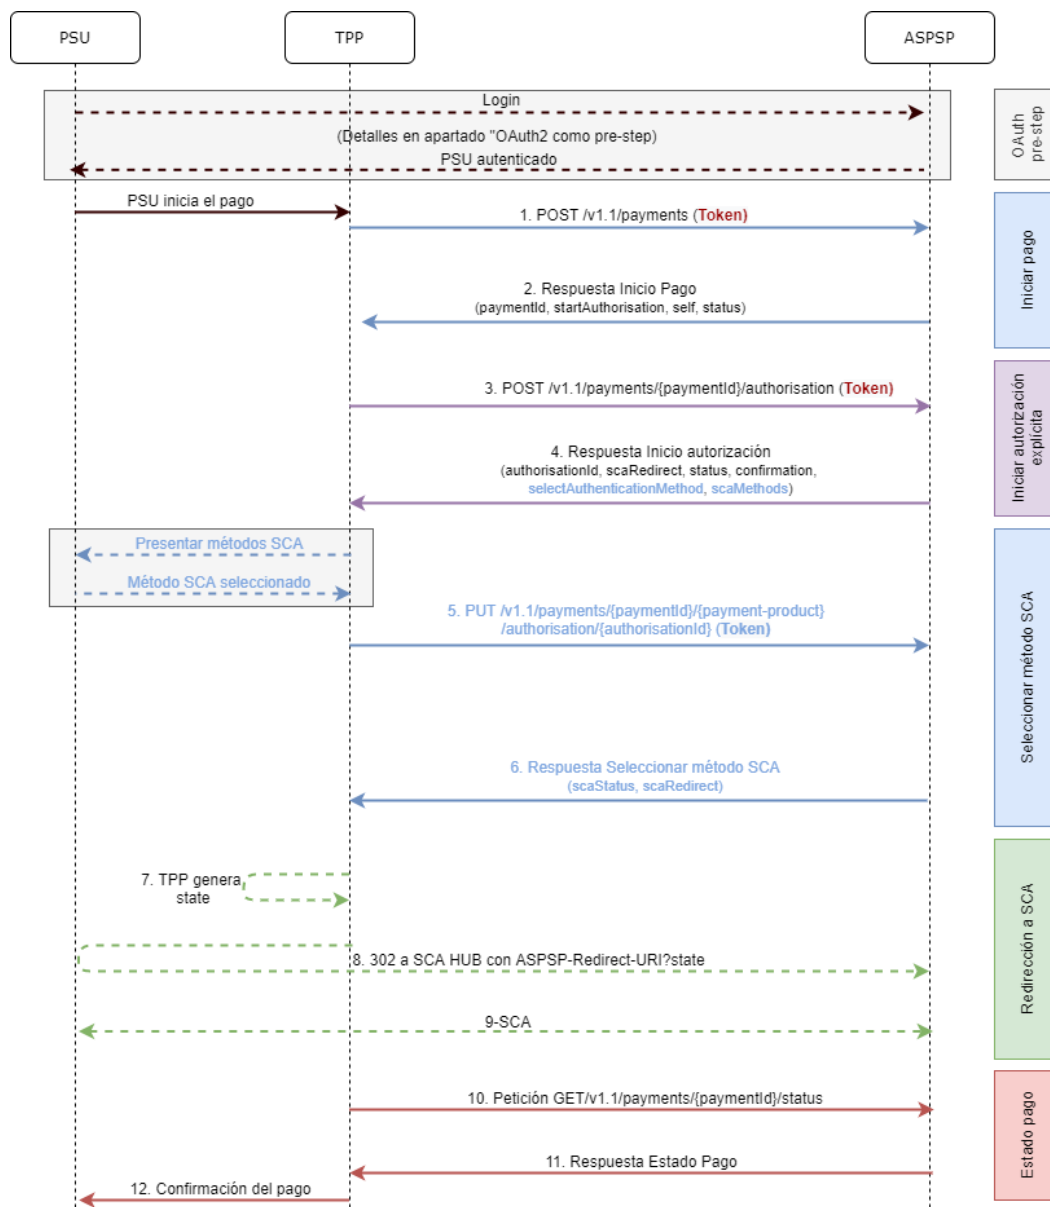 PSU
TPP
ASPSP
Login
(Detalles en apartado "OAuth2 como pre-step)
PSU autenticado
OAuth
pre-step
PSU inicia el pago
1. POST /v1.1/payments (Token)
2. Respuesta Inicio Pago
(paymentId, startAuthorisation, self, status)
Iniciar pago
3. POST /v1.1/payments/{paymentId}/authorisation (Token)
4. Respuesta Inicio autorización
(authorisationId, scaRedirect, status, confirmation,
selectAuthenticationMethod, scaMethods)
Iniciar autorización
explícita
Presentar métodos SCA
Método SCA seleccionado
5. PUT /v1.1/payments/{paymentId}/{payment-product}
/authorisation/{authorisationId} (Token)
6. Respuesta Seleccionar método SCA
(scaStatus, scaRedirect)
Seleccionar método SCA
7. TPP genera
state
8. 302 a SCA HUB con ASPSP-Redirect-URI?state
9-SCA
Redirección a SCA
10. Petición GET/v1.1/payments/{paymentId}/status
11. Respuesta Estado Pago
12. Confirmación del pago
Estado pago